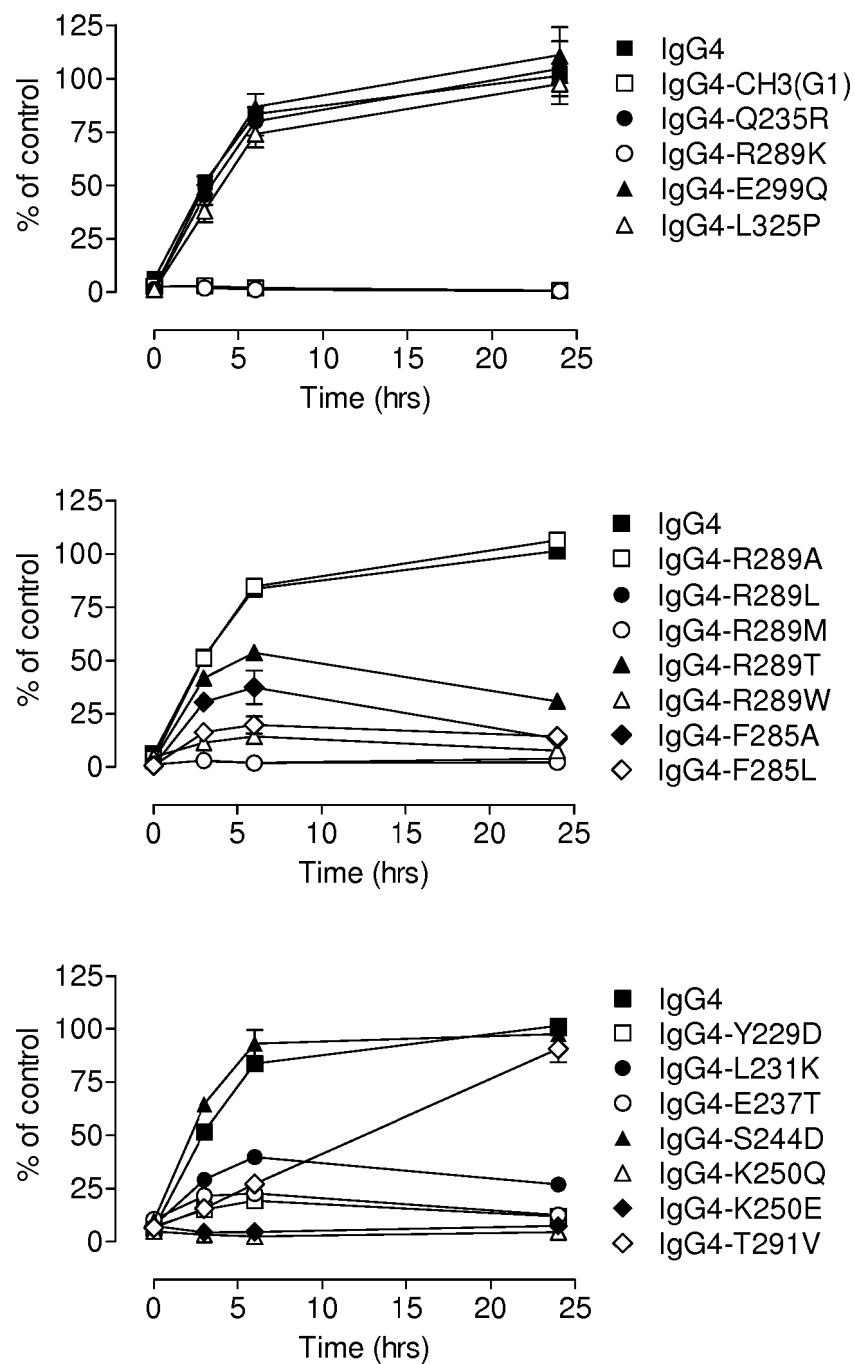 % of control
125
100
75
50
25
0
0 5 10 15 20 25
Time (hrs)
IgG4
IgG4-CH3(G1)
IgG4-Q235R
IgG4-R289K
IgG4-E299Q
IgG4-L325P
% of control
125
100
75
50
25
0
0 5 10 15 20 25
Time (hrs)
IgG4
IgG4-R289A
IgG4-R289L
IgG4-R289M
IgG4-R289T
IgG4-R289W
IgG4-F285A
IgG4-F285L
% of control
125
100
75
50
25
0
0 5 10 15 20 25
Time (hrs)
IgG4
IgG4-Y229D
IgG4-L231K
IgG4-E237T
IgG4-S244D
IgG4-K250Q
IgG4-K250E
IgG4-T291V